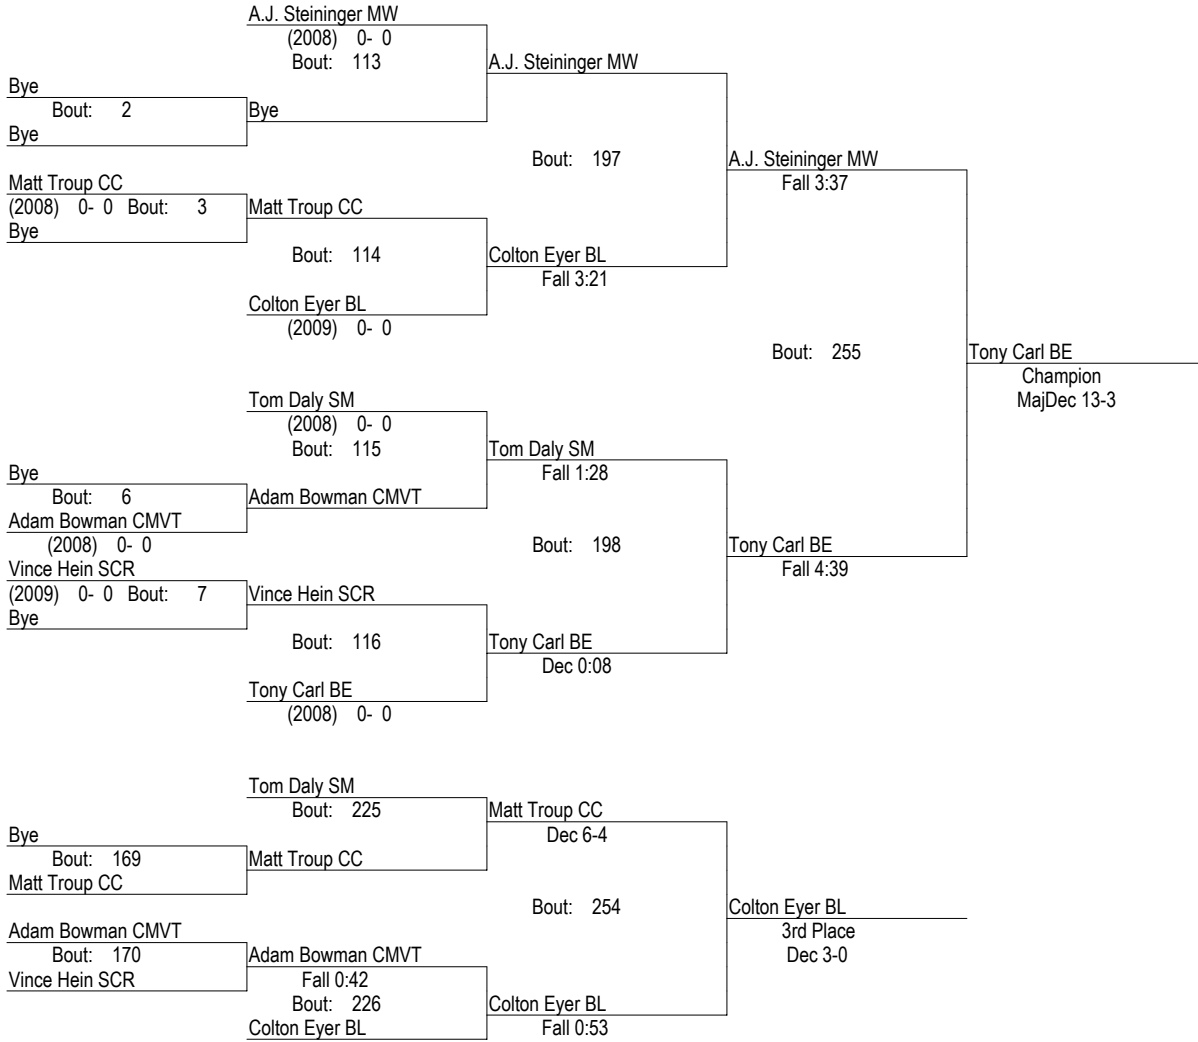 A.J. Steininger MW
(2008) 0- 0
Bout: 113
A.J. Steininger MW
Bye
Bout: 2
Bye
Bye
Bout: 197
A.J. Steininger MW
Fall 3:37
Matt Troup CC
(2008) 0- 0 Bout: 3
Matt Troup CC
Bye
Bout: 114
Colton Eyer BL
Fall 3:21
Colton Eyer BL
(2009) 0- 0
Bout: 255
Tony Carl BE
Champion
MajDec 13-3
Tom Daly SM
(2008) 0- 0
Bout: 115
Tom Daly SM
Fall 1:28
Bye
Bout: 6
Adam Bowman CMVT
Adam Bowman CMVT
(2008) 0- 0
Bout: 198
Tony Carl BE
Fall 4:39
Vince Hein SCR
(2009) 0- 0 Bout: 7
Vince Hein SCR
Bye
Bout: 116
Tony Carl BE
Dec 0:08
Tony Carl BE
(2008) 0- 0
Tom Daly SM
Bout: 225
Matt Troup CC
Dec 6-4
Bye
Bout: 169
Matt Troup CC
Matt Troup CC
Bout: 254
Colton Eyer BL
3rd Place
Dec 3-0
Adam Bowman CMVT
Bout: 170
Adam Bowman CMVT
Vince Hein SCR
Fall 0:42
Bout: 226
Colton Eyer BL
Fall 0:53
Colton Eyer BL